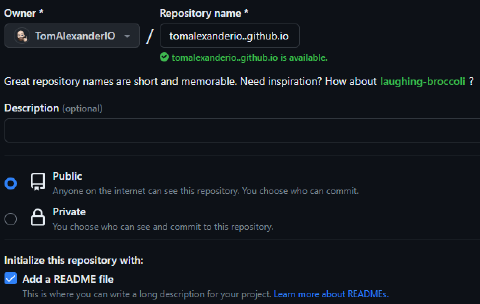 Owner * Repository name *
TomAlexanderIO / tomalexanderio..github.io
tomalexanderio..github.io is available.
Great repository names are short and memorable. Need inspiration? How about laughing-broccoli ?
Description (optional)
Public
Anyone on the internet can see this repository. You choose who can commit.
Private
You choose who can see and commit to this repository.
Initialize this repository with:
Add a README file
This is where you can write a long description for your project. Learn more about READMEs.